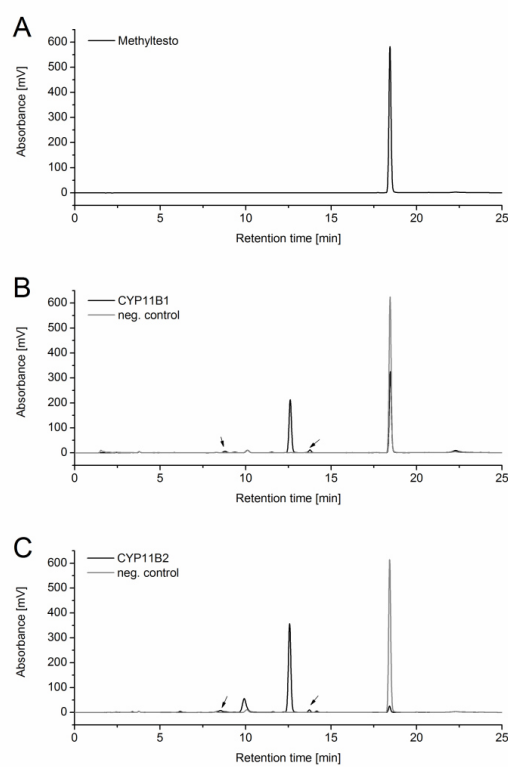 A
Methyltesto
600
500
400
300
200
100
0
Absorbance [mV]
0 5 10 15 20 25
Retention time [min]
B
CYP11B1
neg. control
600
500
400
300
200
100
0
Absorbance [mV]
0 5 10 15 20 25
Retention time [min]
C
CYP11B2
neg. control
600
500
400
300
200
100
0
Absorbance [mV]
0 5 10 15 20 25
Retention time [min]